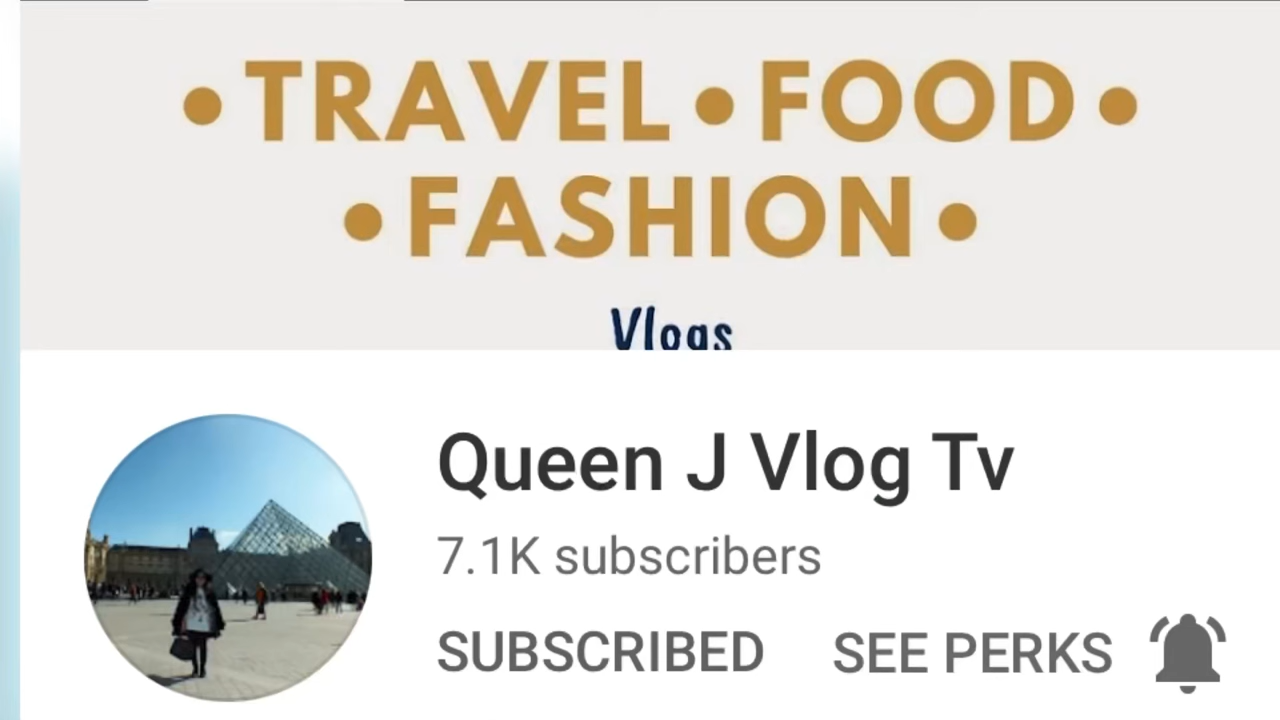 •TRAVEL•FOOD•
•FASHION•
Vlogs
Queen J Vlog Tv
7.1K subscribers
SUBSCRIBED SEE PERKS